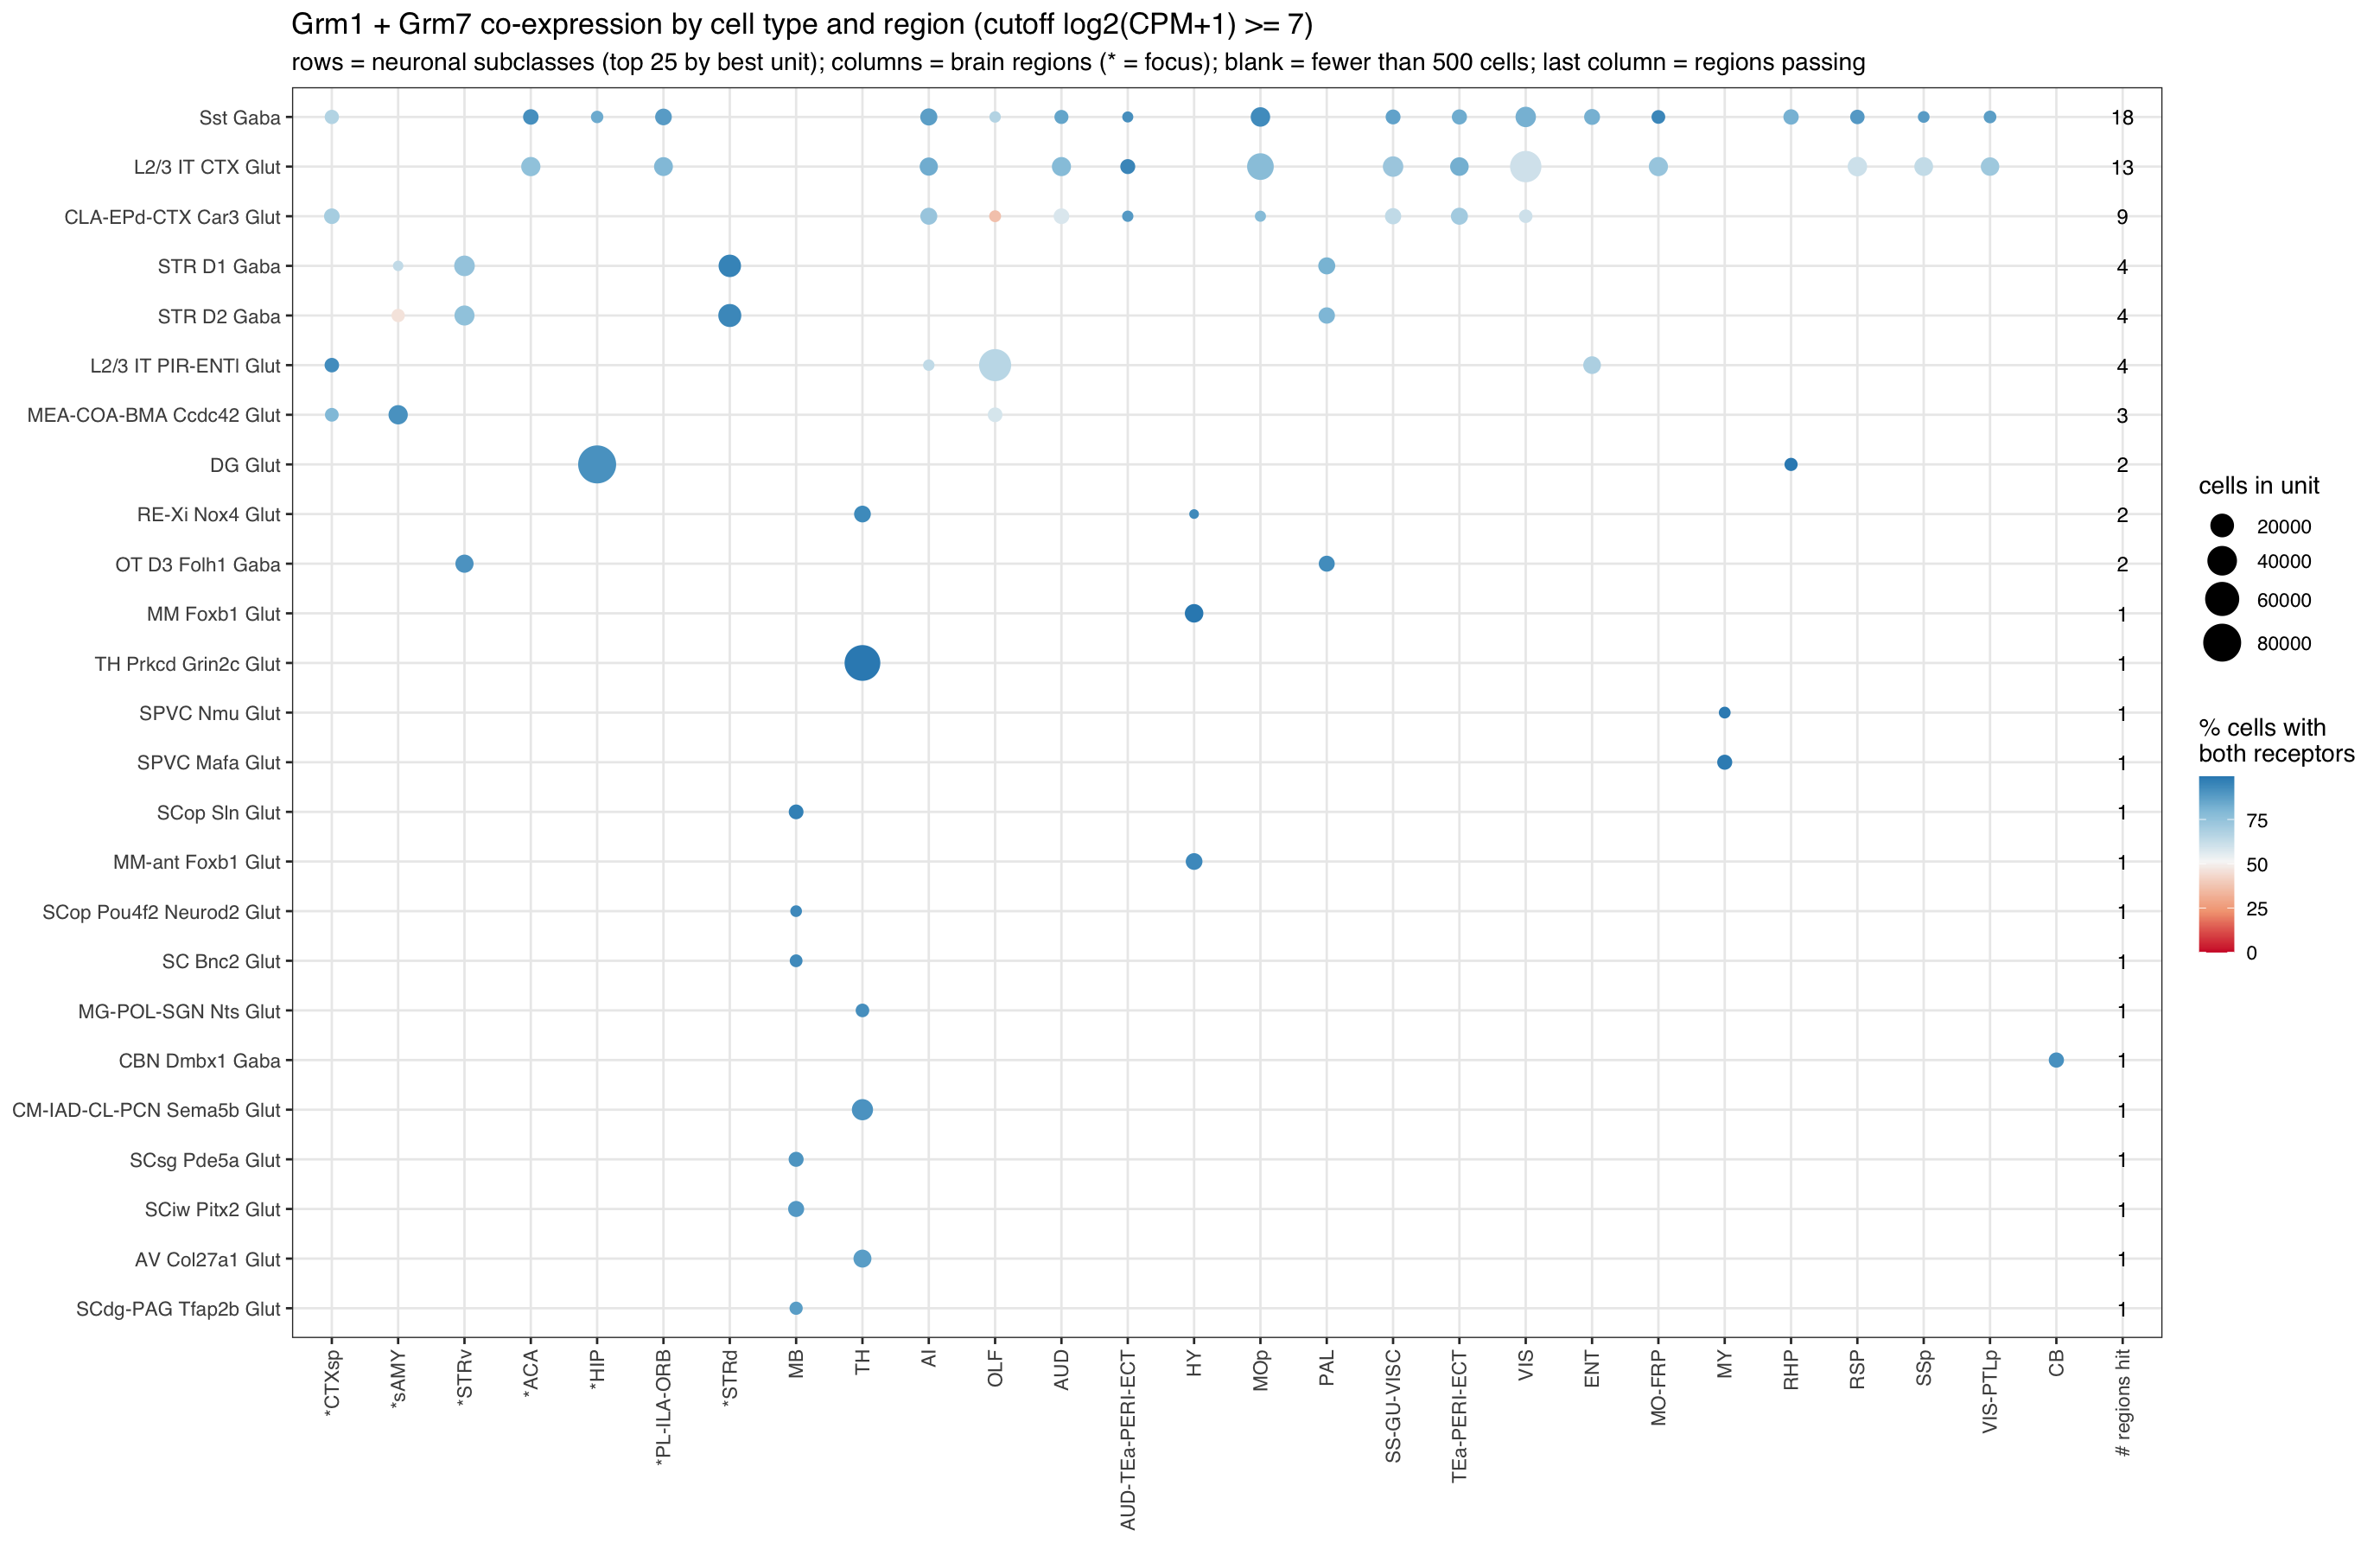 Grm1 + Grm7 co-expression by cell type and region (cutoff log2(CPM+1) >= 7)
rows = neuronal subclasses (top 25 by best unit); columns = brain regions (* = focus); blank = fewer than 500 cells; last column = regions passing
Sst Gaba 18
L2/3 IT CTX Glut 13
CLA-EPd-CTX Car3 Glut 9
STR D1 Gaba 4
STR D2 Gaba 4
L2/3 IT PIR-ENTl Glut 4
MEA-COA-BMA Ccdc42 Glut 3
DG Glut 2
RE-Xi Nox4 Glut 2
OT D3 Folh1 Gaba 2
MM Foxb1 Glut 1
TH Prkcd Grin2c Glut 1
SPVC Nmu Glut 1
SPVC Mafa Glut 1
SCop Sln Glut 1
MM-ant Foxb1 Glut 1
SCop Pou4f2 Neurod2 Glut 1
SC Bnc2 Glut 1
MG-POL-SGN Nts Glut 1
CBN Dmbx1 Gaba 1
CM-IAD-CL-PCN Sema5b Glut 1
SCsg Pde5a Glut 1
SCiw Pitx2 Glut 1
AV Col27a1 Glut 1
SCdg-PAG Tfap2b Glut 1
*CTXsp
*sAMY
*STRv
*ACA
*HIP
*PL-ILA-ORB
*STRd
MB
TH
AI
OLF
AUD
AUD-TEa-PERI-ECT
HY
MOp
PAL
SS-GU-VISC
TEa-PERI-ECT
VIS
ENT
MO-FRP
MY
RHP
RSP
SSp
VIS-PTLp
CB
# regions hit
cells in unit
20000
40000
60000
80000
% cells with
both receptors
75
50
25
0